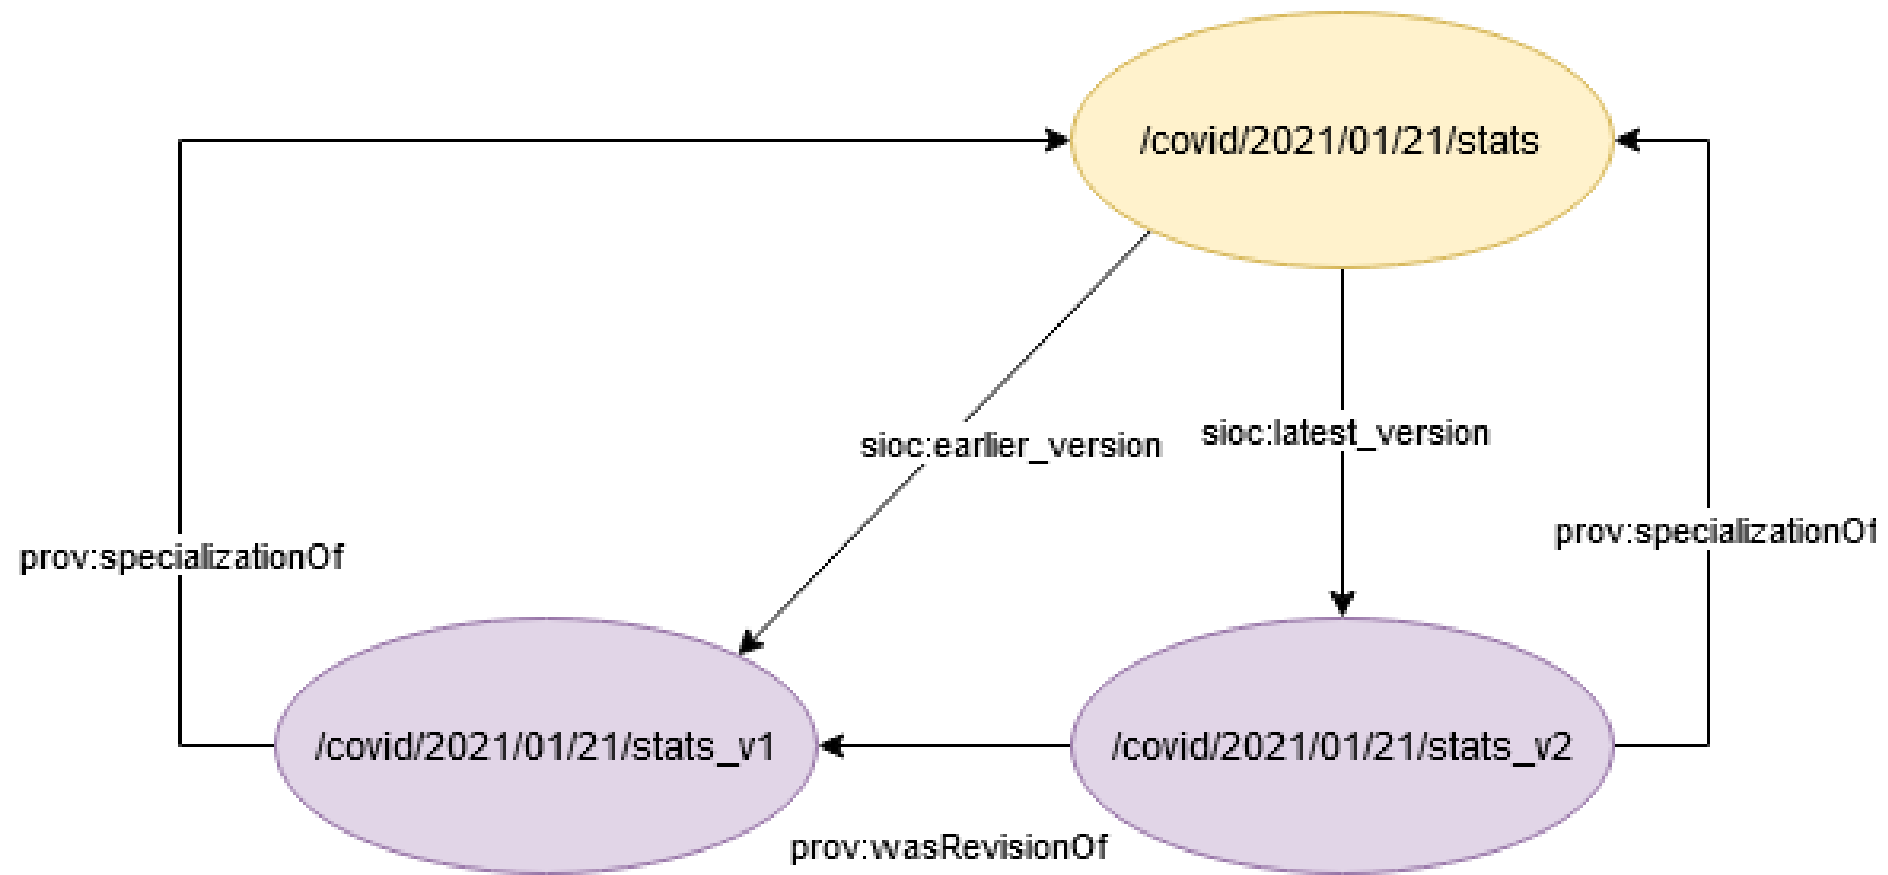 /covid/2021/01/21/stats
sioc:earlier_version
sioc:latest_version
prov:specializationOf
prov:specializationOf
/covid/2021/01/21/stats_v1
/covid/2021/01/21/stats_v2
prov:wasRevisionOf